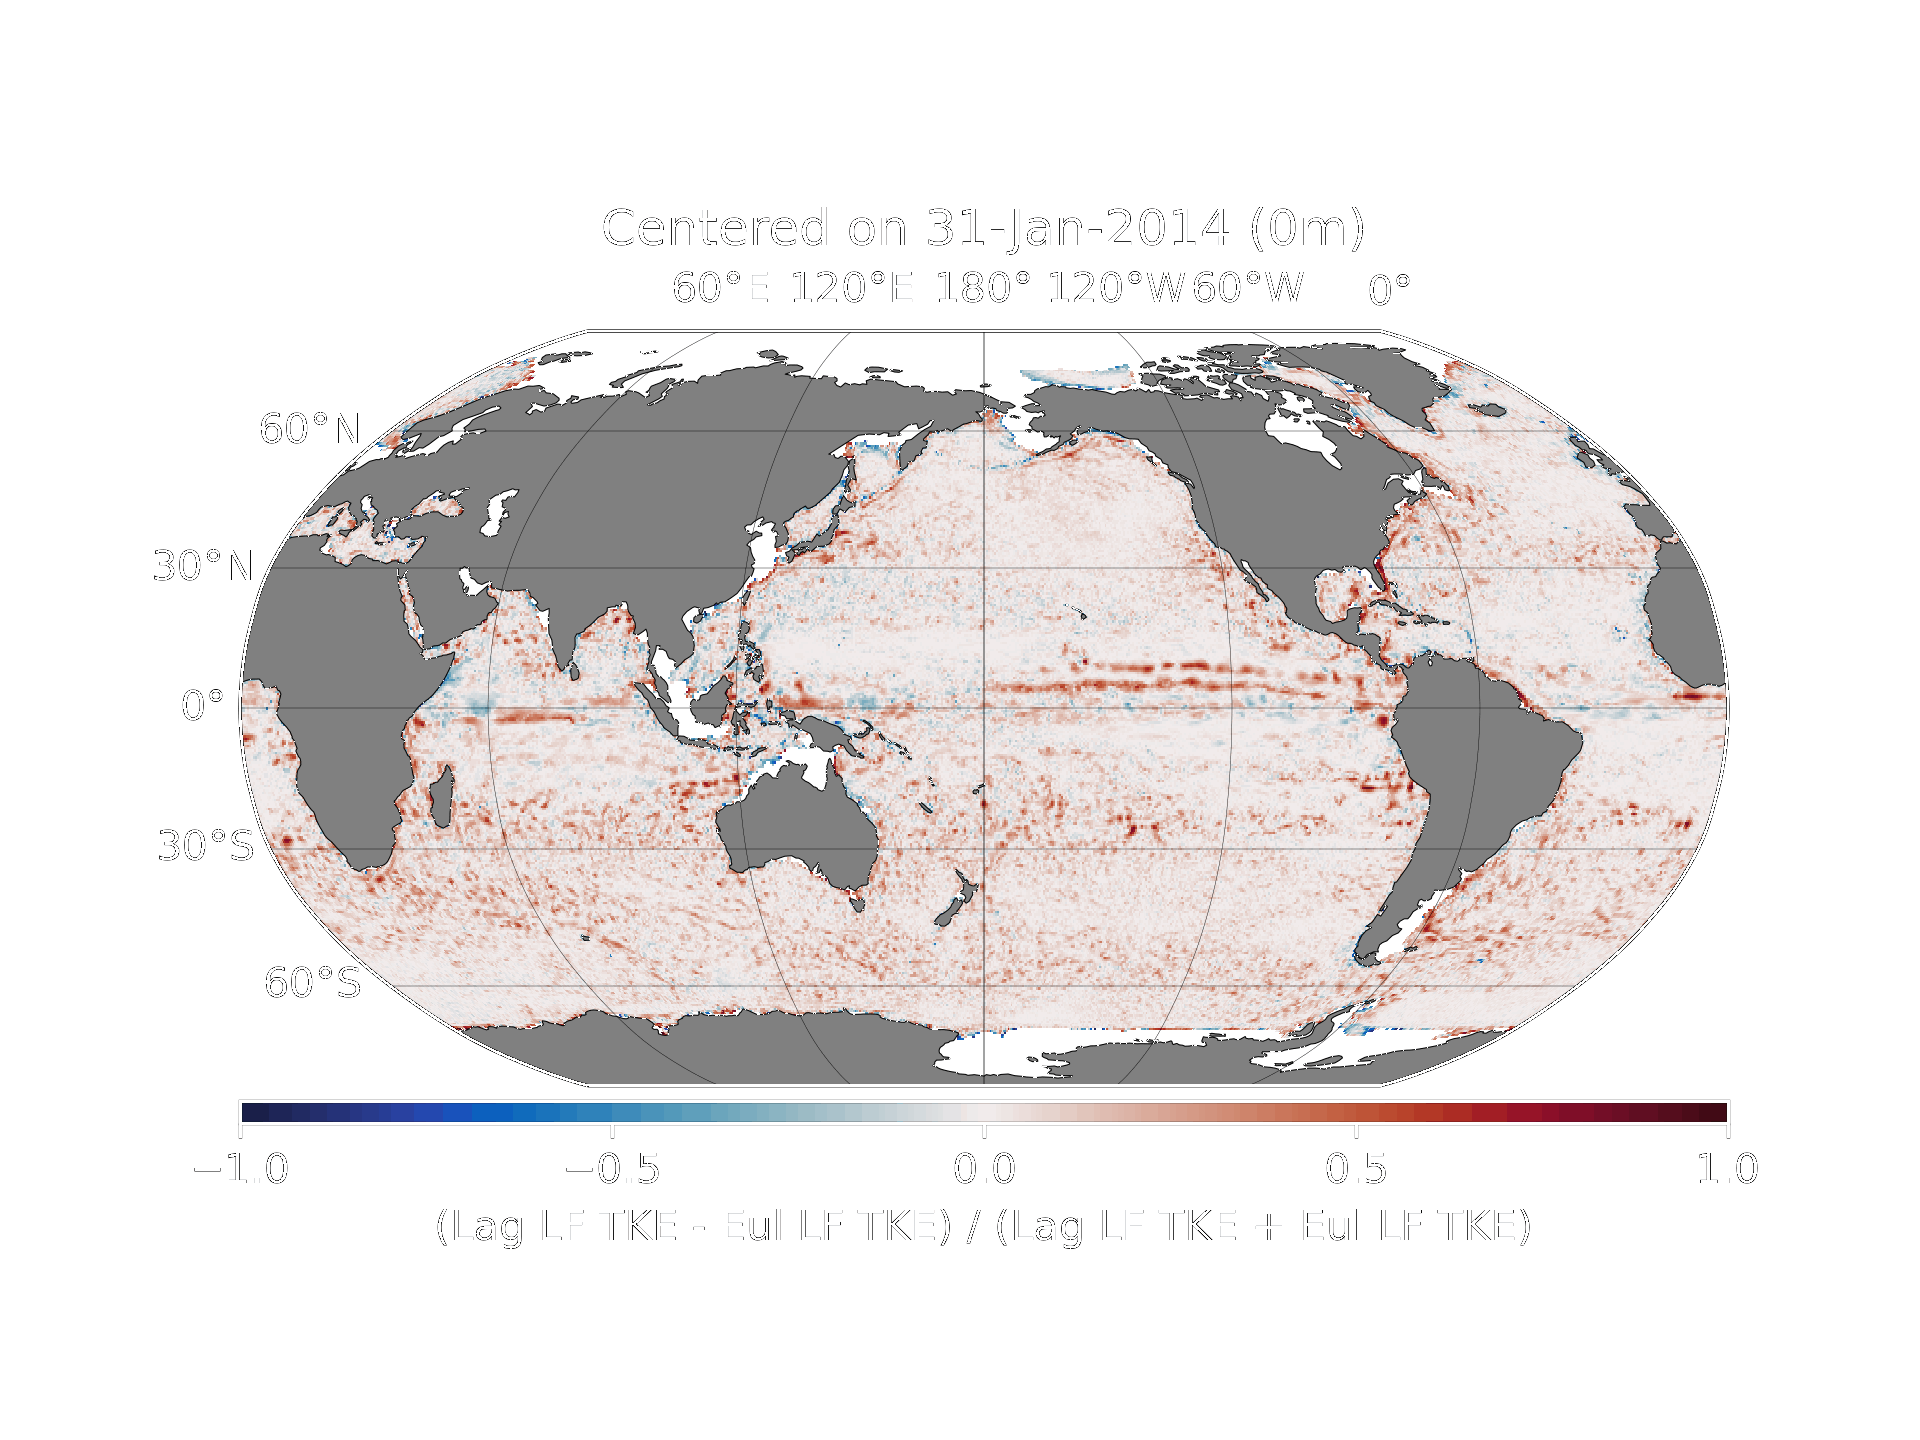 Centered on 31-Jan-2014 (0m)
60°E 120°E 180° 120°W 60°W 0°
60°N
30°N
0°
30°S
60°S
−1.0 −0.5 0.0 0.5 1.0
(Lag LF TKE - Eul LF TKE) / (Lag LF TKE + Eul LF TKE)